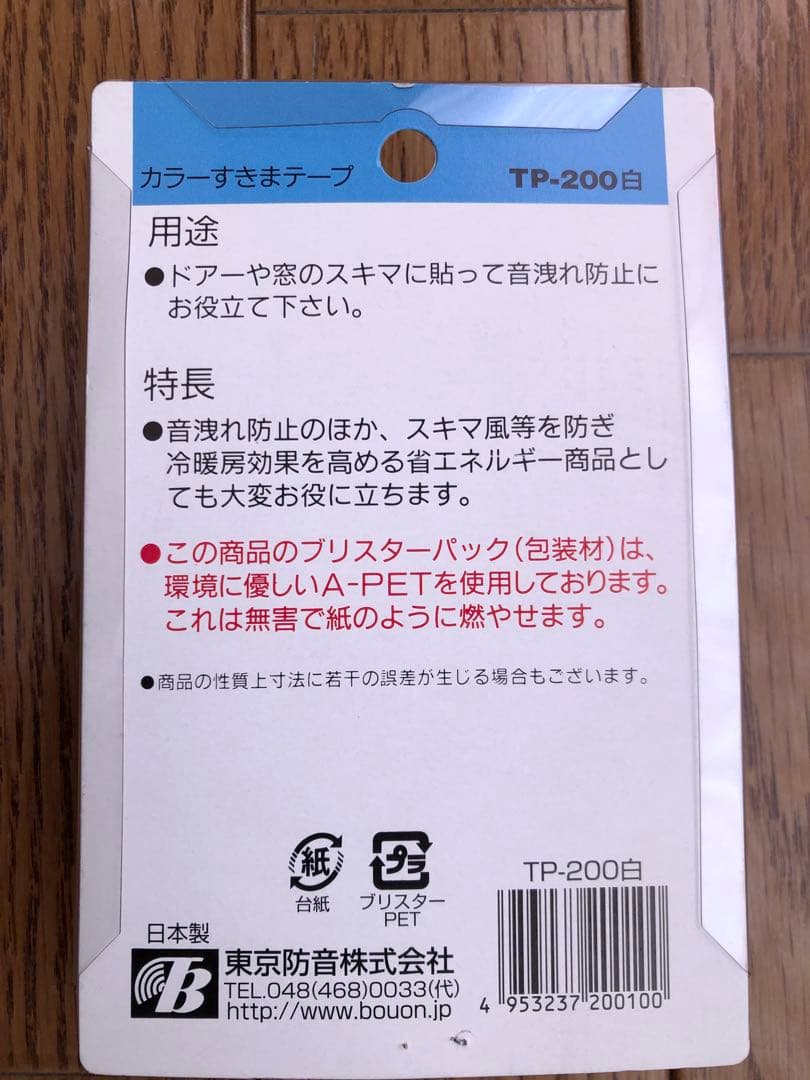 カラーすきまテープ TP-200白
用途
●ドアーや窓のスキマに貼って音洩れ防止に
お役立て下さい。
特長
●音洩れ防止のほか、スキマ風等を防ぎ
冷暖房効果を高める省エネルギー商品とし
ても大変お役に立ちます。
●この商品のブリスターパック(包装材)は、
環境に優しいA-PETを使用しております。
これは無害で紙のように燃やせます。
●商品の性質上寸法に若干の誤差が生じる場合もございます。
紙 プラ
台紙 ブリスター
PET
TP-200白
日本製
TB 東京防音株式会社
TEL.048(468)0033(代)
http://www.bouon.jp
4 953237 200100